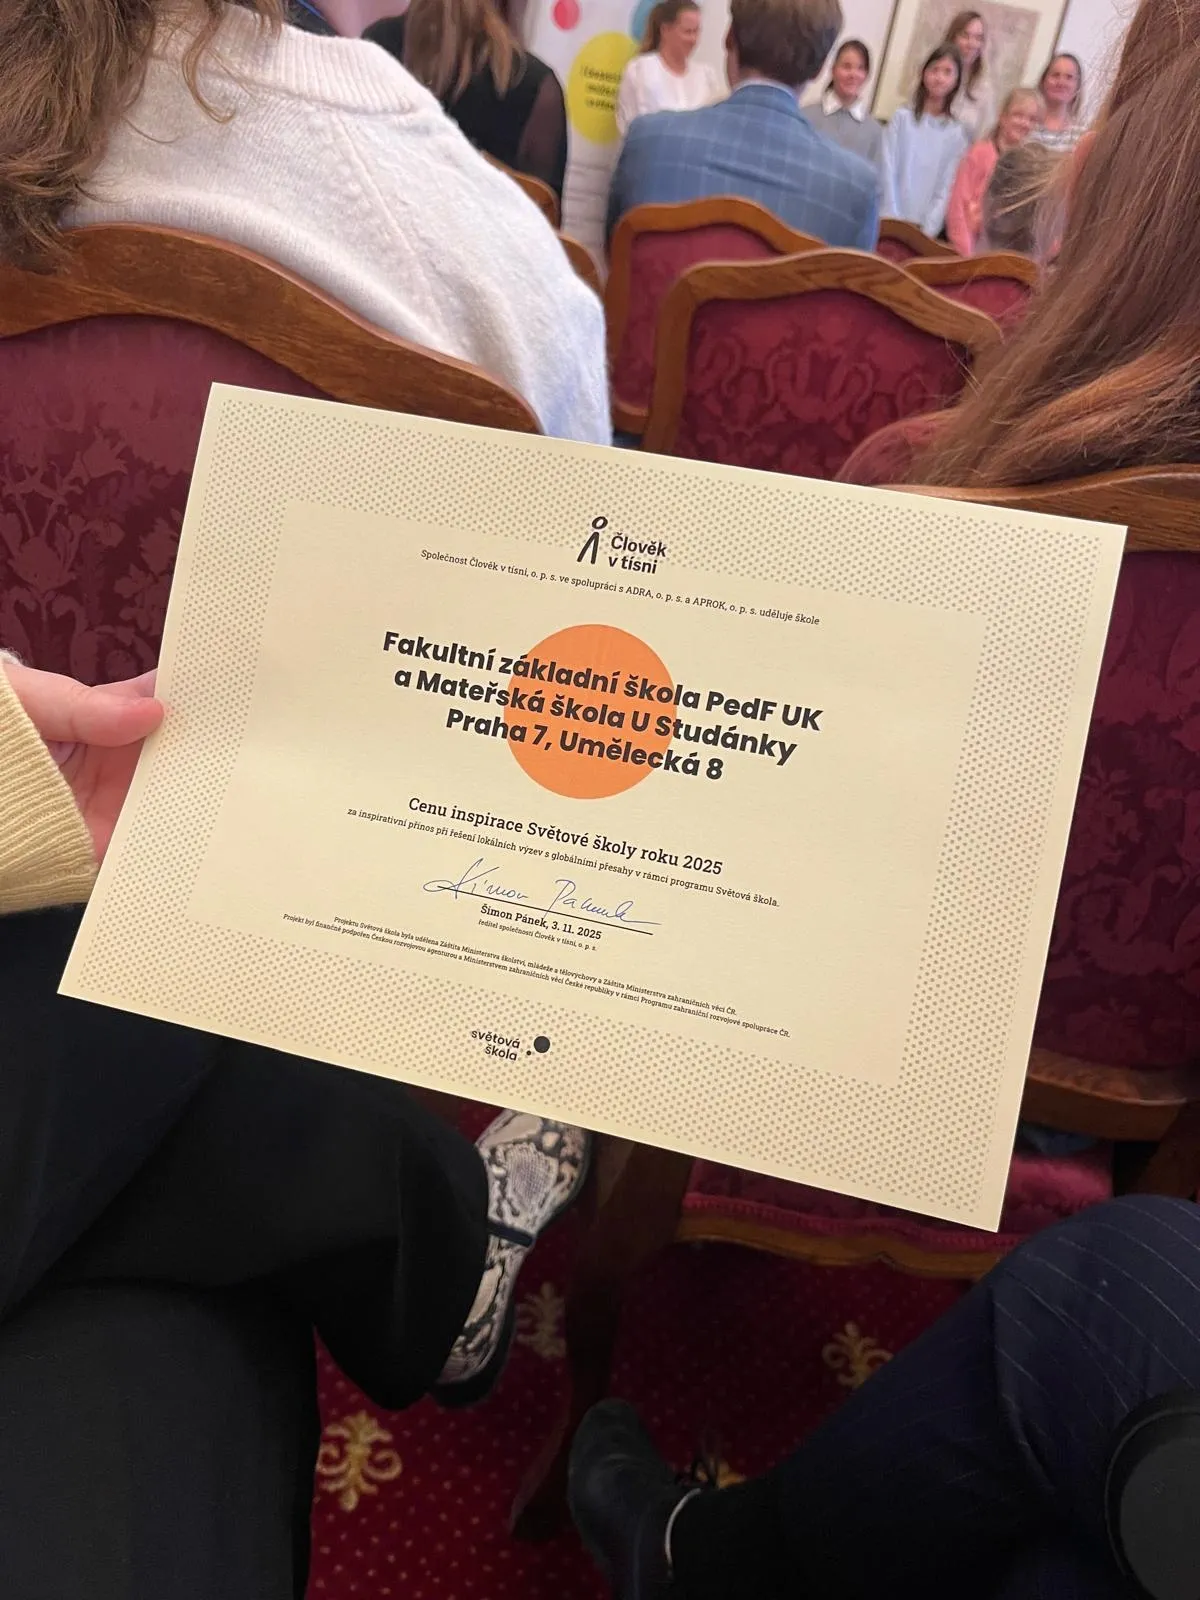 Člověk
v tísni
Společnost Člověk v tísni, o. p. s. ve spolupráci s ADRA, o. p. s. a APROK, o. p. s. uděluje škole
Fakultní základní škola PedF UK
a Mateřská škola U Studánky
Praha 7, Umělecká 8
Cenu inspirace Světové školy roku 2025
za inspirativní přínos při řešení lokálních výzev s globálními přesahy v rámci programu Světová škola.
Šimon Pánek, 3. 11. 2025
ředitel společnosti Člověk v tísni, o. p. s.
Projektu Světová škola byla udělena Záštita Ministerstva školství, mládeže a tělovýchovy a Záštita Ministerstva zahraničních věcí ČR.
Projekt byl finančně podpořen Českou rozvojovou agenturou a Ministerstvem zahraničních věcí České republiky v rámci Programu zahraniční rozvojové spolupráce ČR.
světová
škola